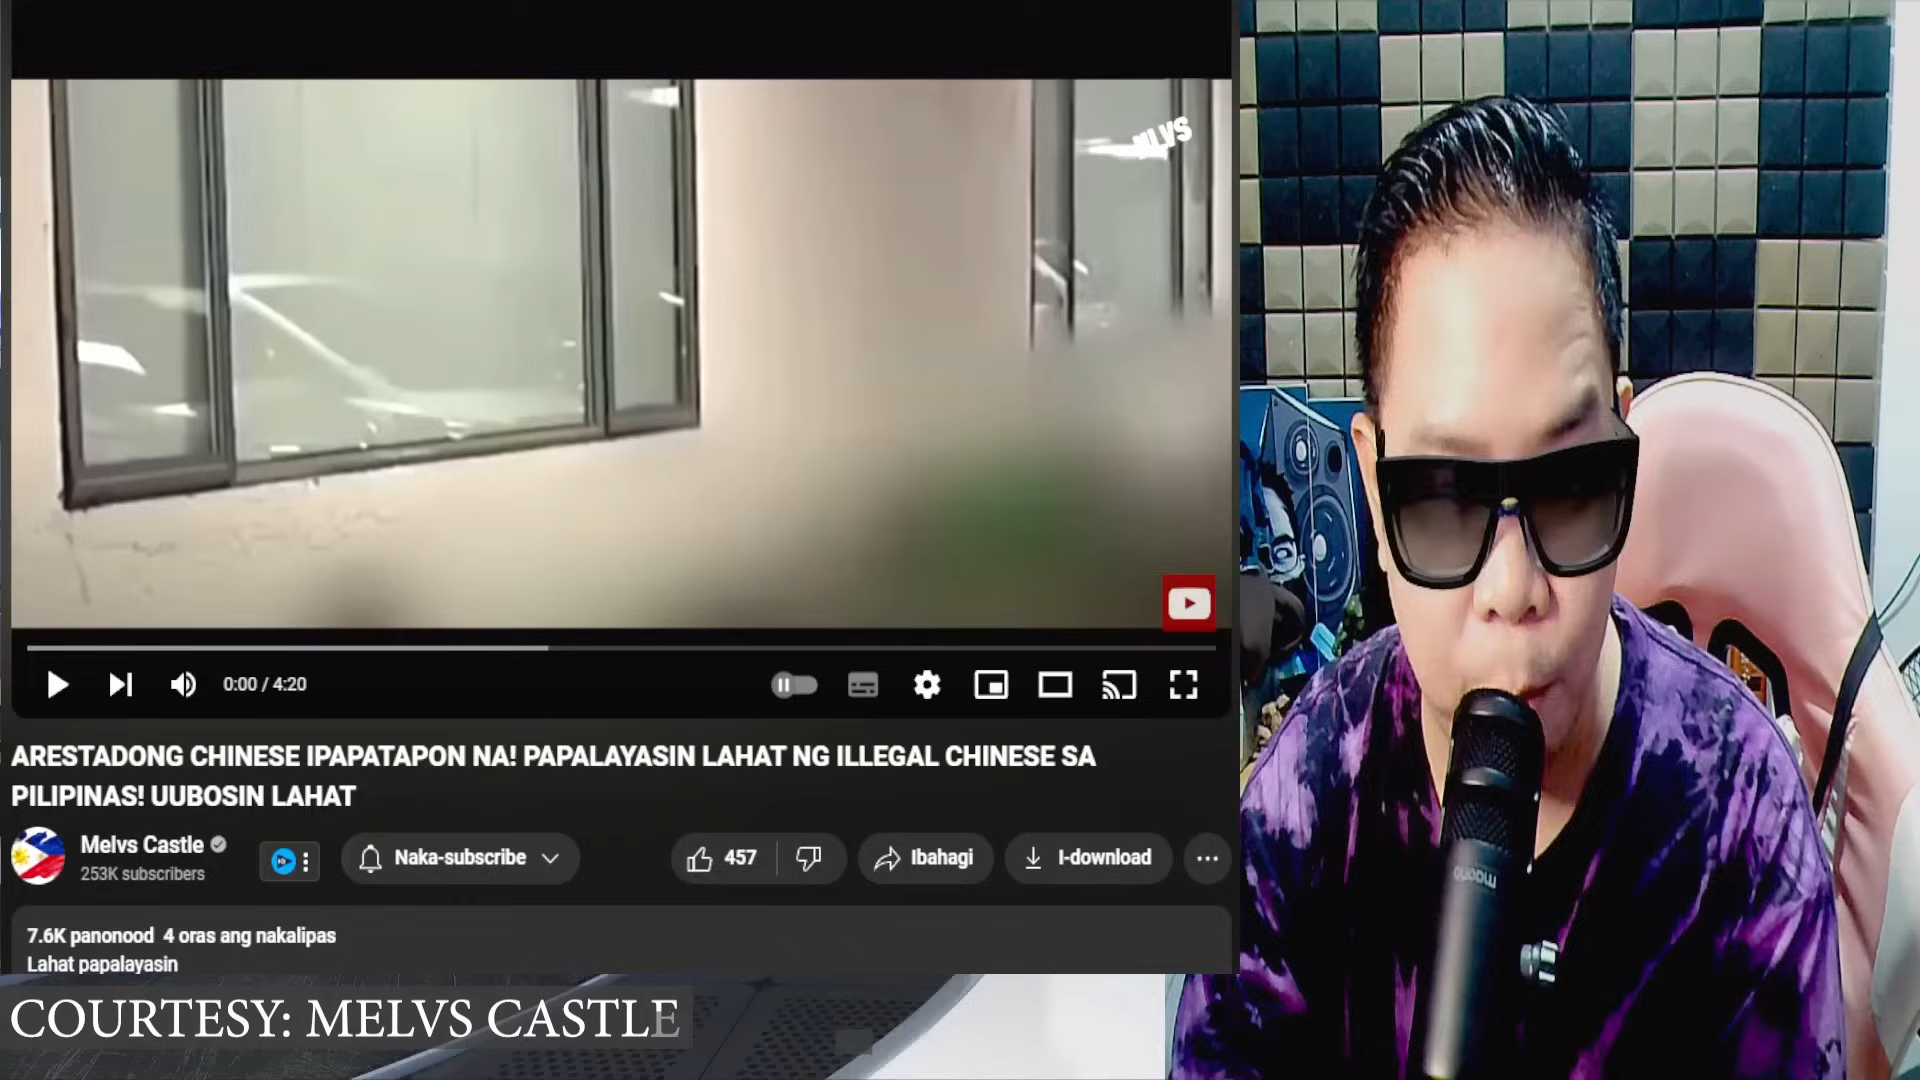 MLVS
0:00 / 4:20
ARESTADONG CHINESE IPAPATAPON NA! PAPALAYASIN LAHAT NG ILLEGAL CHINESE SA
PILIPINAS! UUBOSIN LAHAT
Melvs Castle
253K subscribers
Naka-subscribe
457
Ibahagi
I-download
7.6K panonood 4 oras ang nakalipas
Lahat papalayasin
COURTESY: MELVS CASTLE
maono